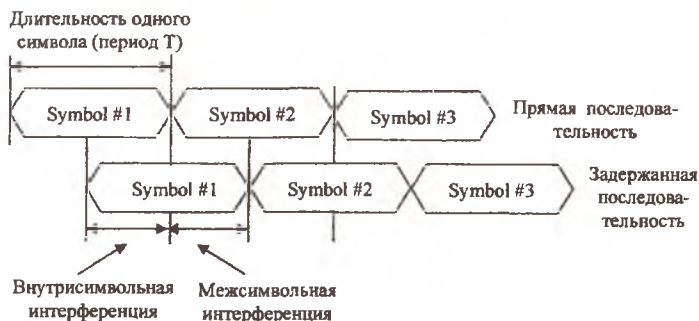 Длительность одного
символа (период T)
Symbol #1
Symbol #2
Symbol #3
Прямая последова-
тельность
Symbol #1
Symbol #2
Symbol #3
Задержанная
последова-
тельность
Внутрисимвольная
интерференция
Межсимвольная
интерференция